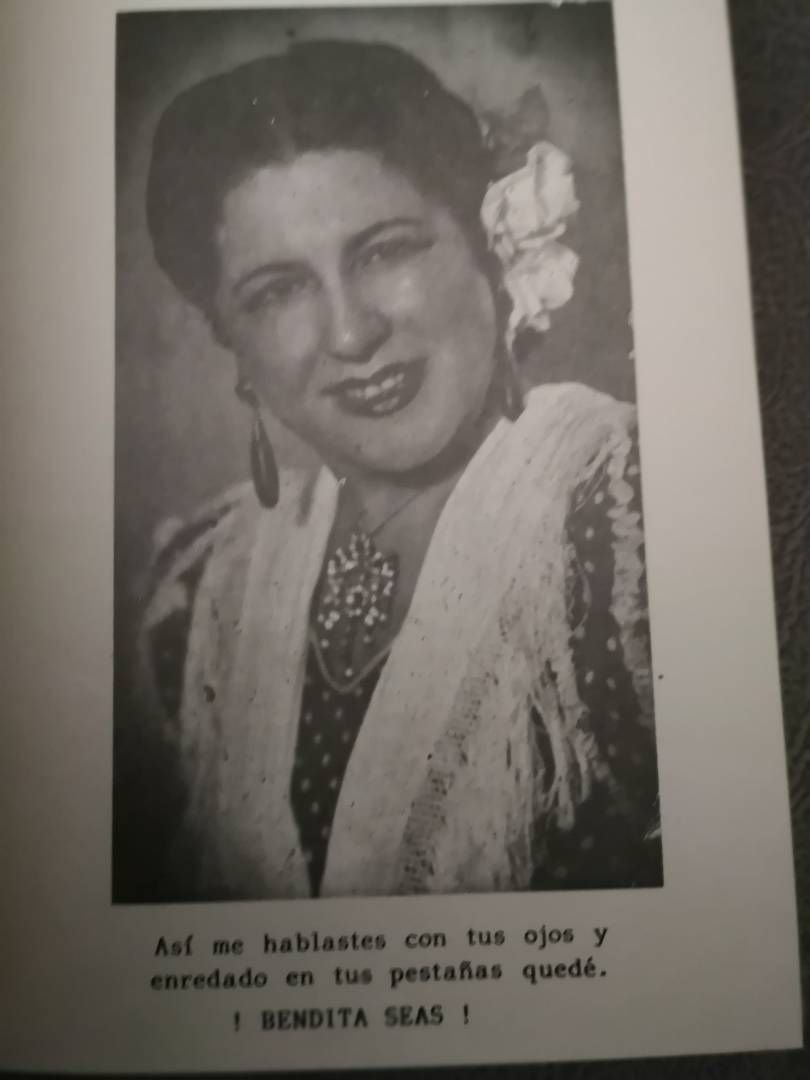 Así me hablastes con tus ojos y
enredado en tus pestañas quedé.
! BENDITA SEAS !